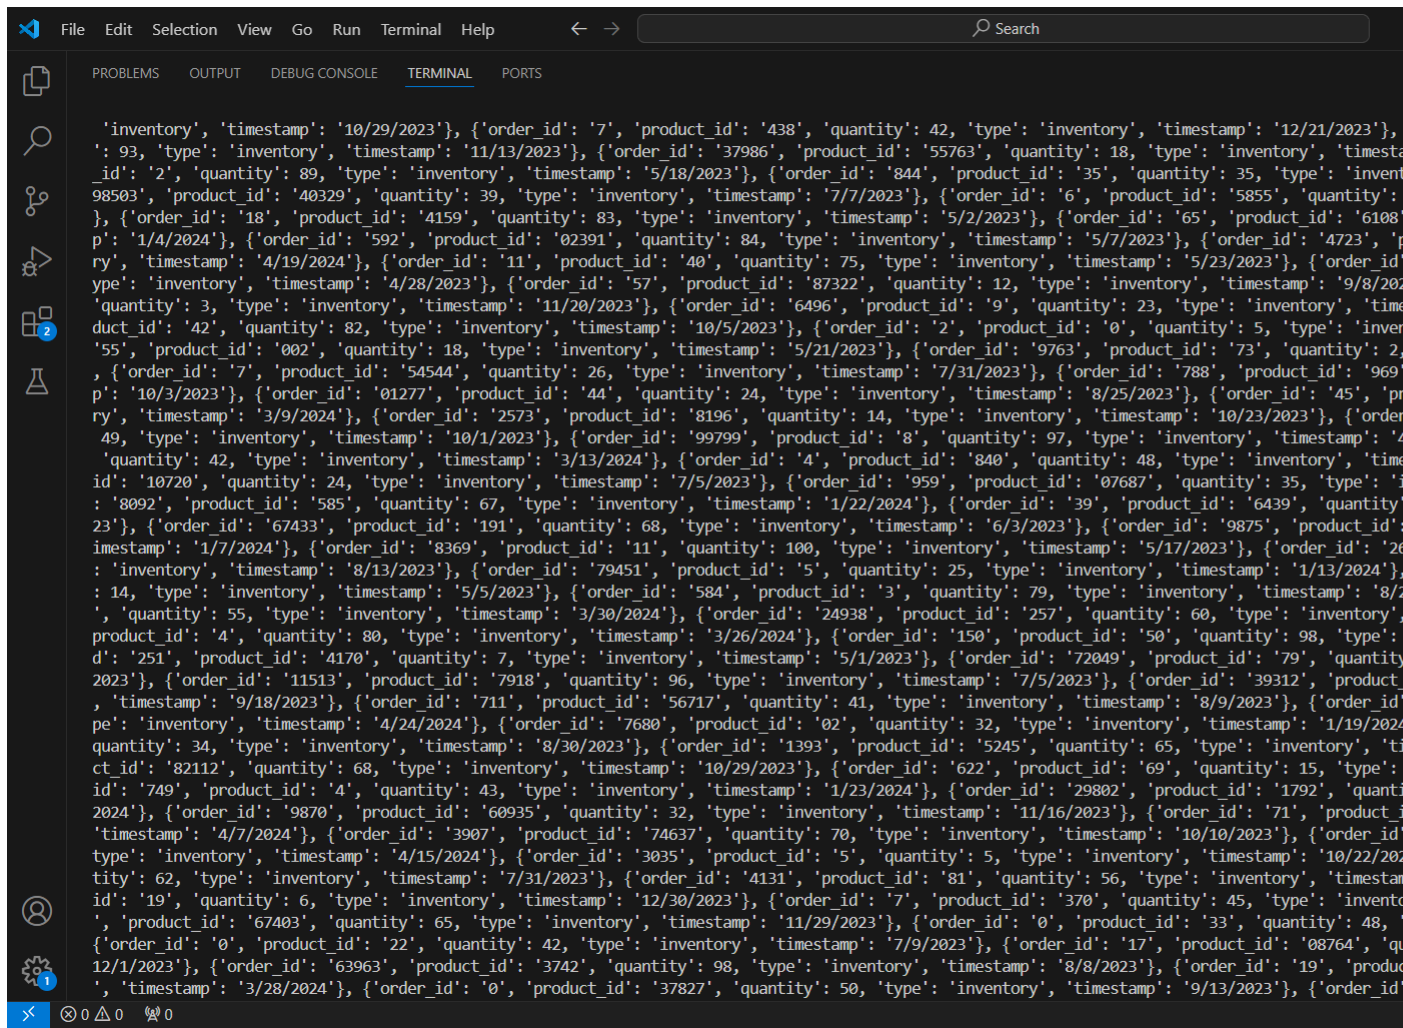 File Edit Selection View Go Run Terminal Help Search
PROBLEMS OUTPUT DEBUG CONSOLE TERMINAL PORTS
'inventory', 'timestamp': '10/29/2023'}, {'order_id': '7', 'product_id': '438', 'quantity': 42, 'type': 'inventory', 'timestamp': '12/21/2023'},
': 93, 'type': 'inventory', 'timestamp': '11/13/2023'}, {'order_id': '37986', 'product_id': '55763', 'quantity': 18, 'type': 'inventory', 'timesta
_id': '2', 'quantity': 89, 'type': 'inventory', 'timestamp': '5/18/2023'}, {'order_id': '844', 'product_id': '35', 'quantity': 35, 'type': 'invent
98503', 'product_id': '40329', 'quantity': 39, 'type': 'inventory', 'timestamp': '7/7/2023'}, {'order_id': '6', 'product_id': '5855', 'quantity':
}, {'order_id': '18', 'product_id': '4159', 'quantity': 83, 'type': 'inventory', 'timestamp': '5/2/2023'}, {'order_id': '65', 'product_id': '6108'
p': '1/4/2024'}, {'order_id': '592', 'product_id': '02391', 'quantity': 84, 'type': 'inventory', 'timestamp': '5/7/2023'}, {'order_id': '4723', 'p
ry', 'timestamp': '4/19/2024'}, {'order_id': '11', 'product_id': '40', 'quantity': 75, 'type': 'inventory', 'timestamp': '5/23/2023'}, {'order_id'
ype': 'inventory', 'timestamp': '4/28/2023'}, {'order_id': '57', 'product_id': '87322', 'quantity': 12, 'type': 'inventory', 'timestamp': '9/8/202
'quantity': 3, 'type': 'inventory', 'timestamp': '11/20/2023'}, {'order_id': '6496', 'product_id': '9', 'quantity': 23, 'type': 'inventory', 'time
duct_id': '42', 'quantity': 82, 'type': 'inventory', 'timestamp': '10/5/2023'}, {'order_id': '2', 'product_id': '0', 'quantity': 5, 'type': 'inven
'55', 'product_id': '002', 'quantity': 18, 'type': 'inventory', 'timestamp': '5/21/2023'}, {'order_id': '9763', 'product_id': '73', 'quantity': 2,
, {'order_id': '7', 'product_id': '54544', 'quantity': 26, 'type': 'inventory', 'timestamp': '7/31/2023'}, {'order_id': '788', 'product_id': '969'
p': '10/3/2023'}, {'order_id': '01277', 'product_id': '44', 'quantity': 24, 'type': 'inventory', 'timestamp': '8/25/2023'}, {'order_id': '45', 'pr
ry', 'timestamp': '3/9/2024'}, {'order_id': '2573', 'product_id': '8196', 'quantity': 14, 'type': 'inventory', 'timestamp': '10/23/2023'}, {'order
49, 'type': 'inventory', 'timestamp': '10/1/2023'}, {'order_id': '99799', 'product_id': '8', 'quantity': 97, 'type': 'inventory', 'timestamp': '4
'quantity': 42, 'type': 'inventory', 'timestamp': '3/13/2024'}, {'order_id': '4', 'product_id': '840', 'quantity': 48, 'type': 'inventory', 'time
id': '10720', 'quantity': 24, 'type': 'inventory', 'timestamp': '7/5/2023'}, {'order_id': '959', 'product_id': '07687', 'quantity': 35, 'type': 'i
: '8092', 'product_id': '585', 'quantity': 67, 'type': 'inventory', 'timestamp': '1/22/2024'}, {'order_id': '39', 'product_id': '6439', 'quantity
23'}, {'order_id': '67433', 'product_id': '191', 'quantity': 68, 'type': 'inventory', 'timestamp': '6/3/2023'}, {'order_id': '9875', 'product_id':
imestamp': '1/7/2024'}, {'order_id': '8369', 'product_id': '11', 'quantity': 100, 'type': 'inventory', 'timestamp': '5/17/2023'}, {'order_id': '26
: 'inventory', 'timestamp': '8/13/2023'}, {'order_id': '79451', 'product_id': '5', 'quantity': 25, 'type': 'inventory', 'timestamp': '1/13/2024'},
: 14, 'type': 'inventory', 'timestamp': '5/5/2023'}, {'order_id': '584', 'product_id': '3', 'quantity': 79, 'type': 'inventory', 'timestamp': '8/2
', 'quantity': 55, 'type': 'inventory', 'timestamp': '3/30/2024'}, {'order_id': '24938', 'product_id': '257', 'quantity': 60, 'type': 'inventory',
product_id': '4', 'quantity': 80, 'type': 'inventory', 'timestamp': '3/26/2024'}, {'order_id': '150', 'product_id': '50', 'quantity': 98, 'type':
d': '251', 'product_id': '4170', 'quantity': 7, 'type': 'inventory', 'timestamp': '5/1/2023'}, {'order_id': '72049', 'product_id': '79', 'quantity
2023'}, {'order_id': '11513', 'product_id': '7918', 'quantity': 96, 'type': 'inventory', 'timestamp': '7/5/2023'}, {'order_id': '39312', 'product_
, 'timestamp': '9/18/2023'}, {'order_id': '711', 'product_id': '56717', 'quantity': 41, 'type': 'inventory', 'timestamp': '8/9/2023'}, {'order_id'
pe': 'inventory', 'timestamp': '4/24/2024'}, {'order_id': '7680', 'product_id': '02', 'quantity': 32, 'type': 'inventory', 'timestamp': '1/19/2024
quantity': 34, 'type': 'inventory', 'timestamp': '8/30/2023'}, {'order_id': '1393', 'product_id': '5245', 'quantity': 65, 'type': 'inventory', 'ti
ct_id': '82112', 'quantity': 68, 'type': 'inventory', 'timestamp': '10/29/2023'}, {'order_id': '622', 'product_id': '69', 'quantity': 15, 'type':
id': '749', 'product_id': '4', 'quantity': 43, 'type': 'inventory', 'timestamp': '1/23/2024'}, {'order_id': '29802', 'product_id': '1792', 'quanti
2024'}, {'order_id': '9870', 'product_id': '60935', 'quantity': 32, 'type': 'inventory', 'timestamp': '11/16/2023'}, {'order_id': '71', 'product_i
'timestamp': '4/7/2024'}, {'order_id': '3907', 'product_id': '74637', 'quantity': 70, 'type': 'inventory', 'timestamp': '10/10/2023'}, {'order_id'
type': 'inventory', 'timestamp': '4/15/2024'}, {'order_id': '3035', 'product_id': '5', 'quantity': 5, 'type': 'inventory', 'timestamp': '10/22/202
tity': 62, 'type': 'inventory', 'timestamp': '7/31/2023'}, {'order_id': '4131', 'product_id': '81', 'quantity': 56, 'type': 'inventory', 'timestam
id': '19', 'quantity': 6, 'type': 'inventory', 'timestamp': '12/30/2023'}, {'order_id': '7', 'product_id': '370', 'quantity': 45, 'type': 'invento
', 'product_id': '67403', 'quantity': 65, 'type': 'inventory', 'timestamp': '11/29/2023'}, {'order_id': '0', 'product_id': '33', 'quantity': 48, '
{'order_id': '0', 'product_id': '22', 'quantity': 42, 'type': 'inventory', 'timestamp': '7/9/2023'}, {'order_id': '17', 'product_id': '08764', 'qu
12/1/2023'}, {'order_id': '63963', 'product_id': '3742', 'quantity': 98, 'type': 'inventory', 'timestamp': '8/8/2023'}, {'order_id': '19', 'produc
', 'timestamp': '3/28/2024'}, {'order_id': '0', 'product_id': '37827', 'quantity': 50, 'type': 'inventory', 'timestamp': '9/13/2023'}, {'order_id'
2
1
0 0 0